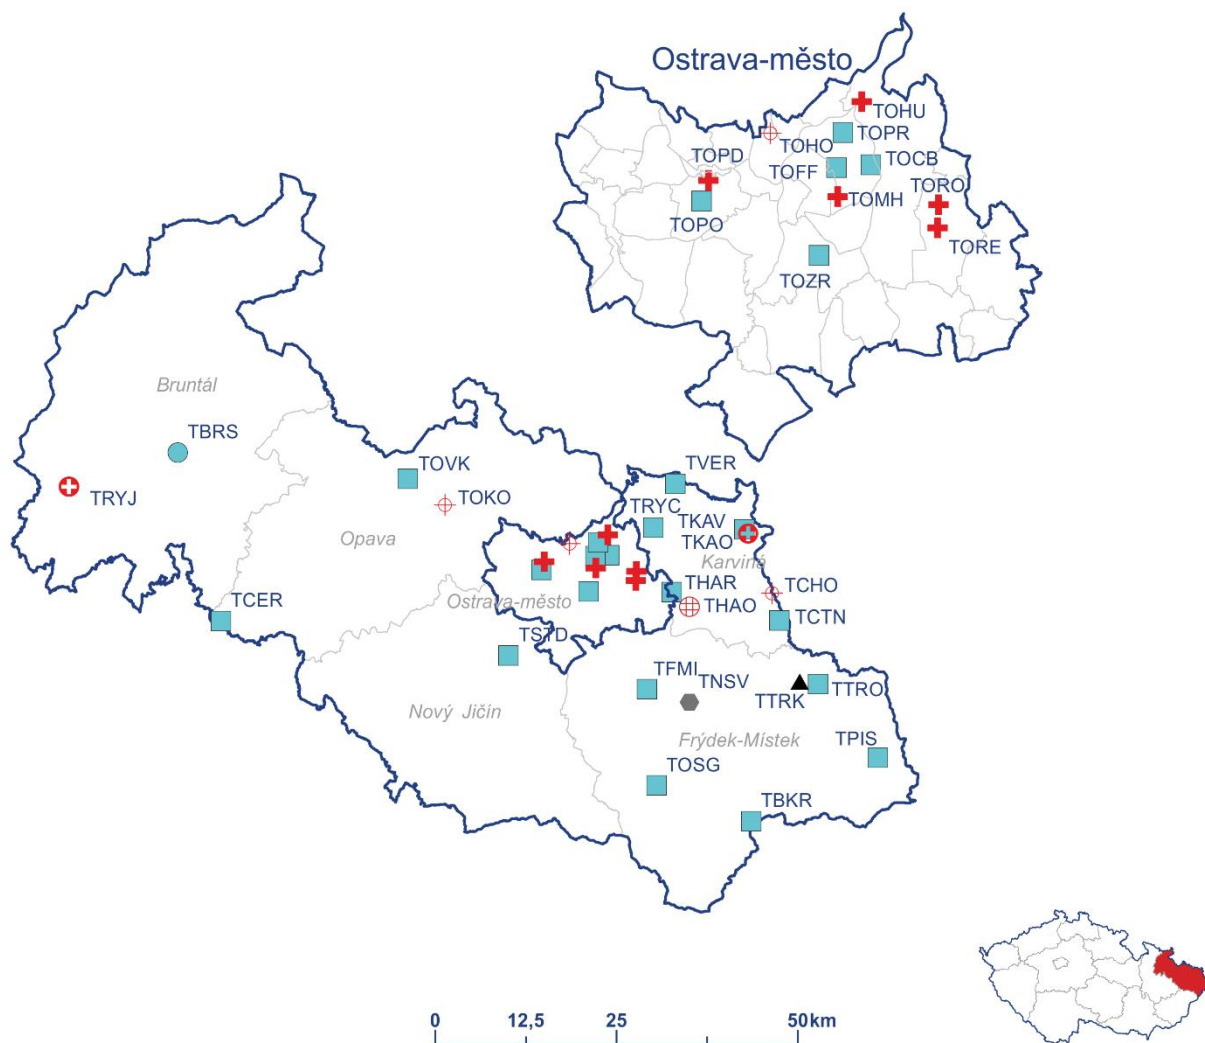 Ostrava-město
TOHU
TOPR
TOHO
TOPD
TOFF
TOCB
TORO
TOMH
TOPO
TORE
TOZR
Bruntál
TBRS
TOVK
TVER
TRYJ
TOKO
TRYC
TKAV
TKAO
Opava
Karviná
THAR
TCHO
Ostrava-město
THAO
TCER
TCTN
TSTD
TFMI
TNSV
TTRK
TTRO
Nový Jičín
Frýdek-Místek
TPIS
TOSG
TBKR
0 12,5 25 50km